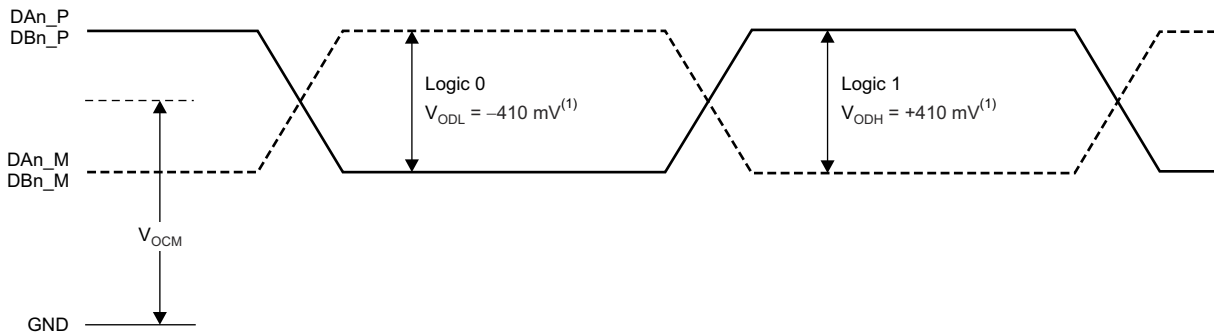 DAn_P
DBn_P
Logic 0
V_ODL = −410 mV(1)
Logic 1
V_ODH = +410 mV(1)
DAn_M
DBn_M
V_OCM
GND